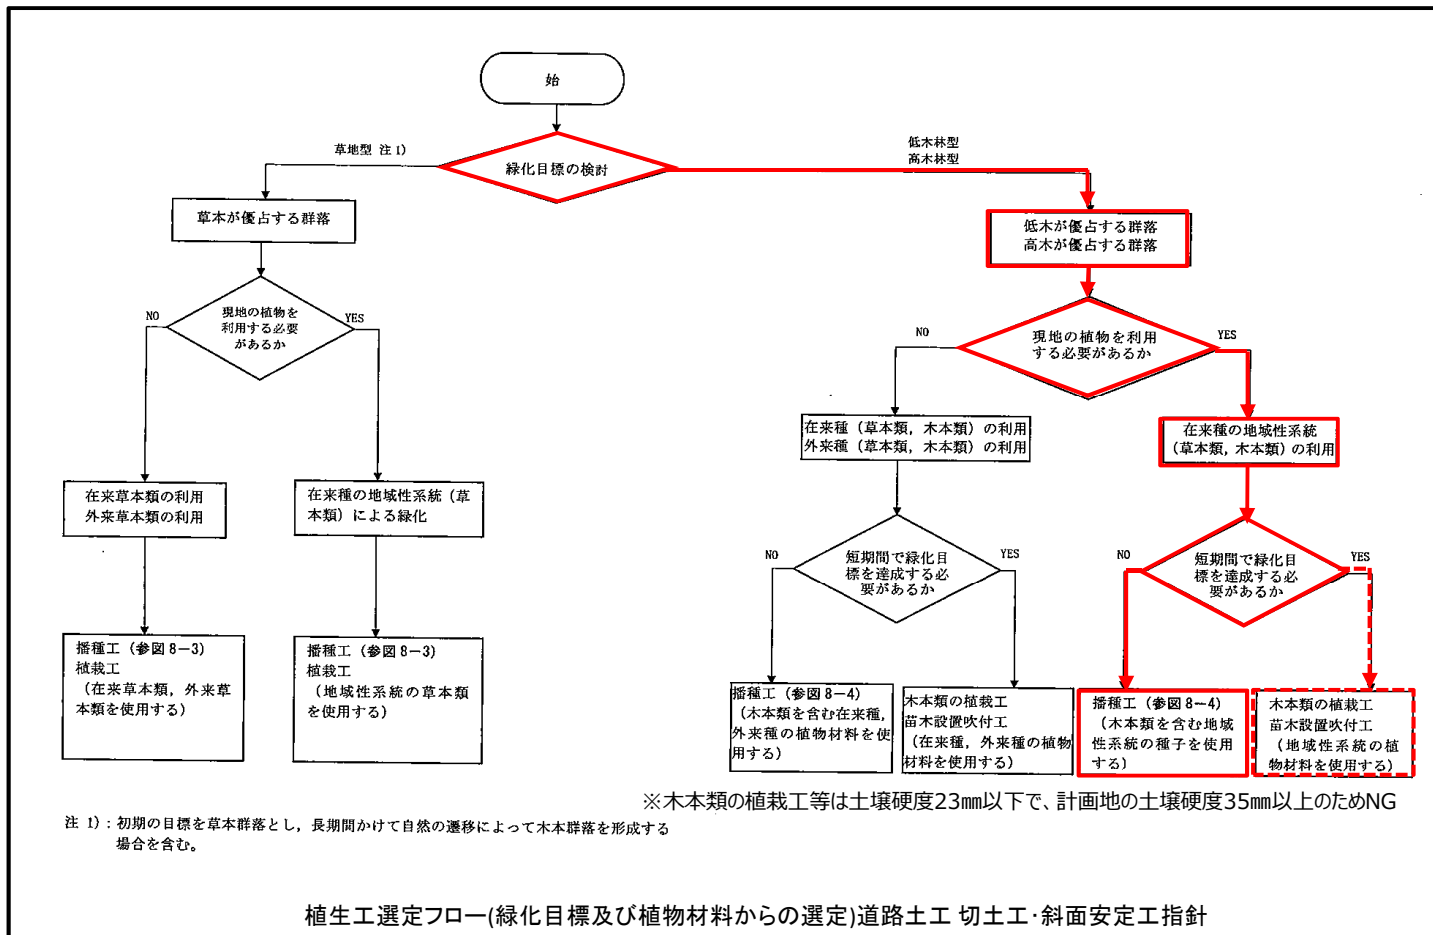 始
緑化目標の検討
草地型 注1)
低木林型
高木林型
草本が優占する群落
低木が優占する群落
高木が優占する群落
現地の植物を
利用する必要
があるか
NO
YES
現地の植物を利用
する必要があるか
NO
YES
在来種（草本類，木本類）の利用
外来種（草本類，木本類）の利用
在来種の地域性系統
（草本類，木本類）の利用
在来草本類の利用
外来草本類の利用
在来種の地域性系統（草
本類）による緑化
短期間で緑化目
標を達成する必
要があるか
NO
YES
短期間で緑化目
標を達成する必
要があるか
NO
YES
播種工（参図8－3）
植栽工
（在来草本類，外来草
本類を使用する）
播種工（参図8－3）
植栽工
（地域性系統の草本類
を使用する）
播種工（参図8－4）
（木本類を含む在来種，
外来種の植物材料を使
用する）
木本類の植栽工
苗木設置吹付工
（在来種，外来種の植物
材料を使用する）
播種工（参図8－4）
（木本類を含む地域
性系統の種子を使用
する）
木本類の植栽工
苗木設置吹付工
（地域性系統の植
物材料を使用する）
※木本類の植栽工等は土壌硬度23㎜以下で、計画地の土壌硬度35㎜以上のためNG
注 1)：初期の目標を草本群落とし，長期間かけて自然の遷移によって木本群落を形成する
場合を含む。
植生工選定フロー(緑化目標及び植物材料からの選定)道路土工 切土工・斜面安定工指針